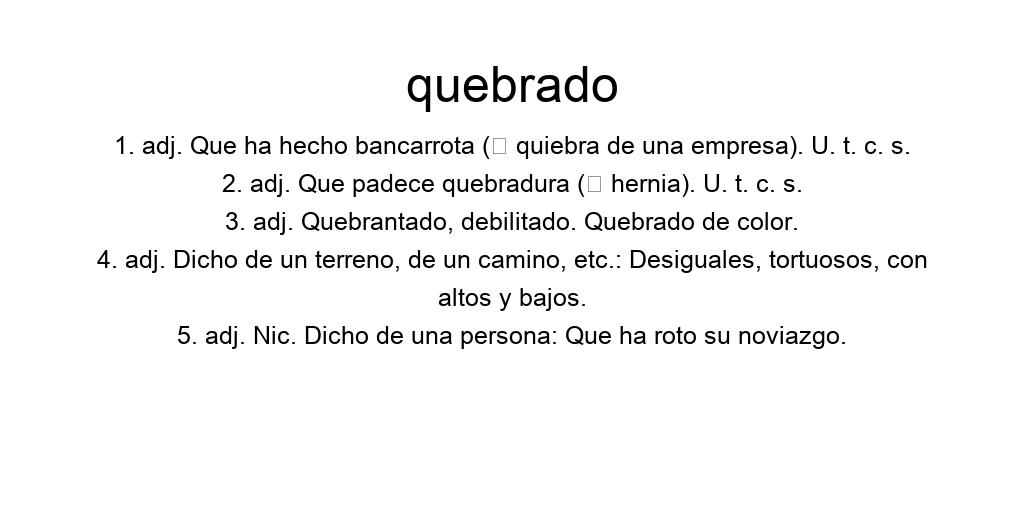 quebrado
1. adj. Que ha hecho bancarrota (□ quiebra de una empresa). U. t. c. s.
2. adj. Que padece quebradura (□ hernia). U. t. c. s.
3. adj. Quebrantado, debilitado. Quebrado de color.
4. adj. Dicho de un terreno, de un camino, etc.: Desiguales, tortuosos, con
altos y bajos.
5. adj. Nic. Dicho de una persona: Que ha roto su noviazgo.